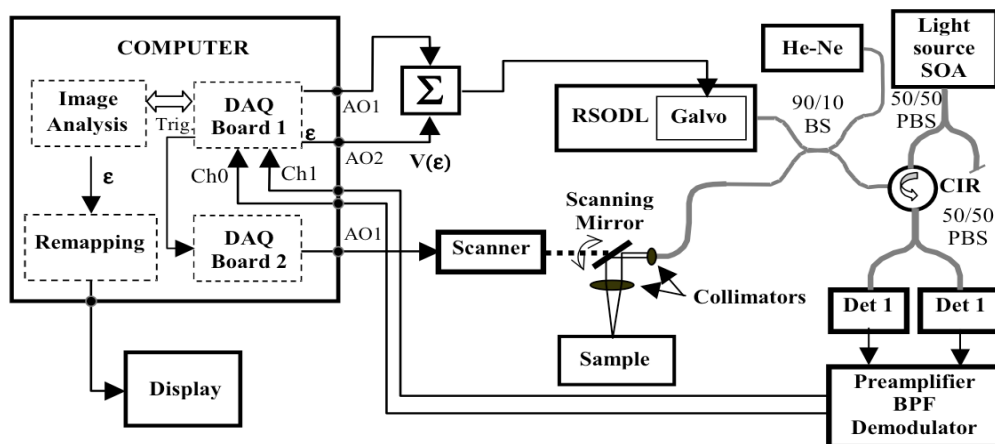 COMPUTER
Image
Analysis
Trig.
DAQ
Board 1
ε
Ch0
Ch1
ε
Remapping
DAQ
Board 2
AO1
AO2
AO1
Σ
V(ε)
RSODL
Galvo
He-Ne
Light
source
SOA
90/10
BS
50/50
PBS
CIR
50/50
PBS
Scanner
Scanning
Mirror
Collimators
Sample
Det 1
Det 1
Preamplifier
BPF
Demodulator
Display